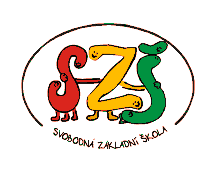 SZŠ
SVOBODNÁ ZÁKLADNÍ ŠKOLA